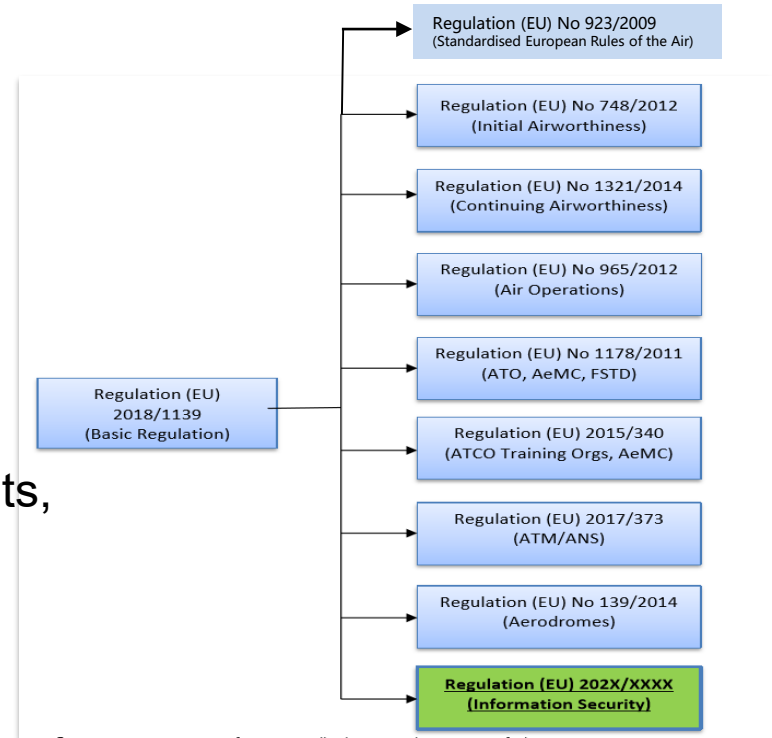 Regulation (EU) No 923/2009
(Standardised European Rules of the Air)
Regulation (EU) No 748/2012
(Initial Airworthiness)
Regulation (EU) No 1321/2014
(Continuing Airworthiness)
Regulation (EU) No 965/2012
(Air Operations)
Regulation (EU) No 1178/2011
(ATO, AeMC, FSTD)
Regulation (EU)
2018/1139
(Basic Regulation)
Regulation (EU) 2015/340
(ATCO Training Orgs, AeMC)
ts,
Regulation (EU) 2017/373
(ATM/ANS)
Regulation (EU) No 139/2014
(Aerodromes)
Regulation (EU) 202X/XXXX
(Information Security)